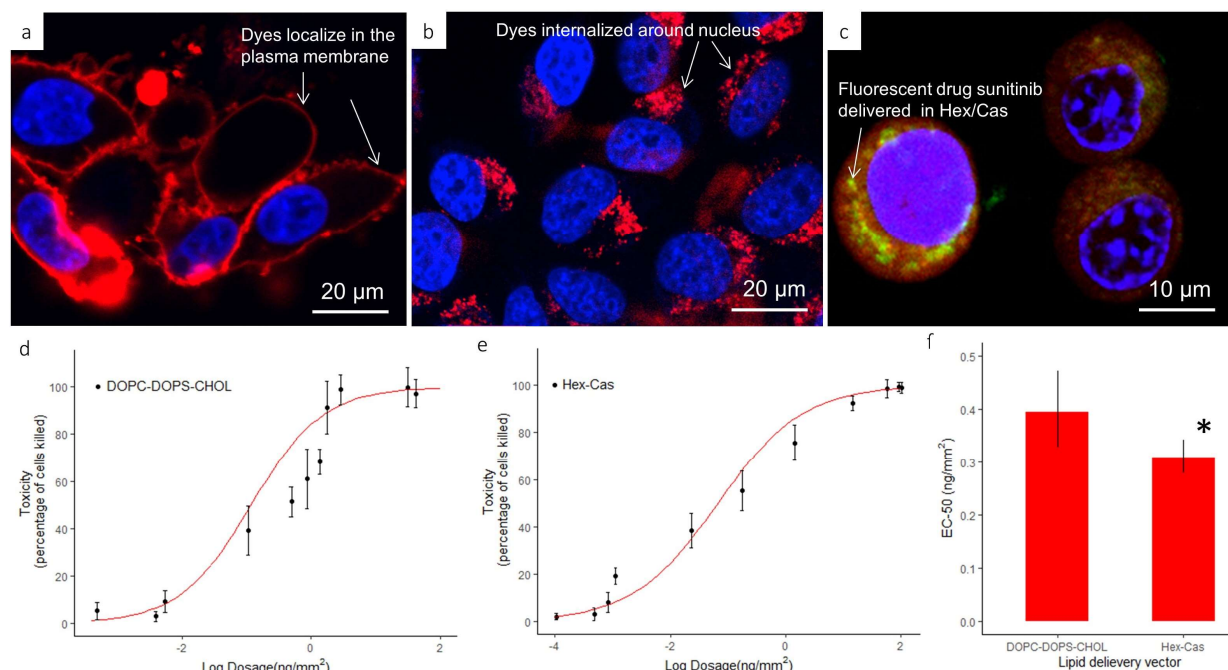 a
Dyes localize in the
plasma membrane
20 µm
b
Dyes internalized around nucleus
20 µm
c
Fluorescent drug sunitinib
delivered in Hex/Cas
10 µm
d
DOPC-DOPS-CHOL
Toxicity
(percentage of cells killed)
100
80
60
40
20
0
-2
0
2
Log Dosage(ng/mm²)
e
Hex-Cas
Toxicity
(percentage of cells killed)
100
80
60
40
20
0
-4
-2
0
2
Log Dosage(ng/mm²)
f
EC-50 (ng/mm²)
0.5
0.4
0.3
0.2
0.1
0.0
*
DOPC-DOPS-CHOL
Hex-Cas
Lipid delievery vector